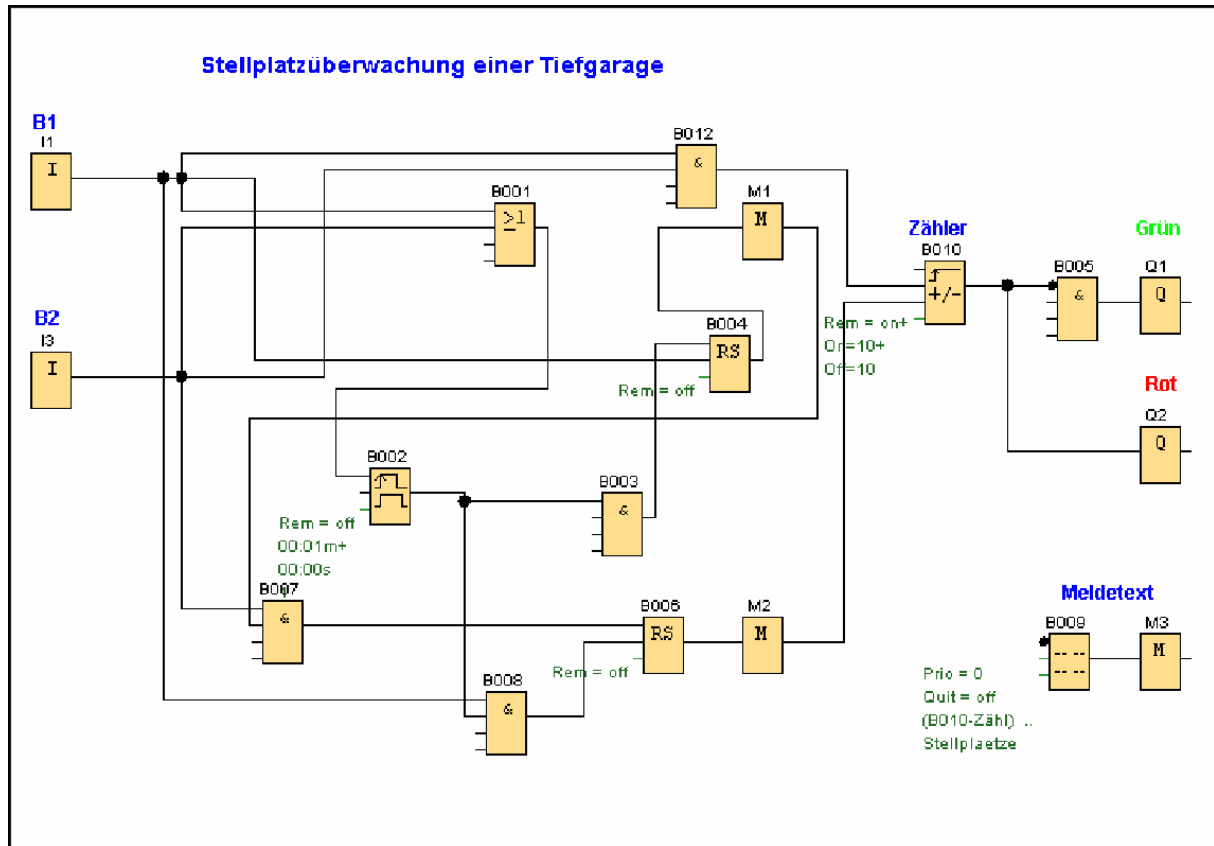 Stellplatzüberwachung einer Tiefgarage
B1
I1
I
B012
&
B001
>1
M1
M
Zähler
B010
+/-
Rem = on+
On=10+
Off=10
Grün
Q1
Q
B005
&
B2
I3
I
B004
RS
Rem = off
Rot
Q2
Q
B002
Rem = off
00:01m+
00:00s
B003
&
B007
&
B006
RS
Rem = off
M2
M
B008
&
Meldetext
B009
M3
M
Prio = 0
Quit = off
(B010-Zähl) ..
Stellplaetze